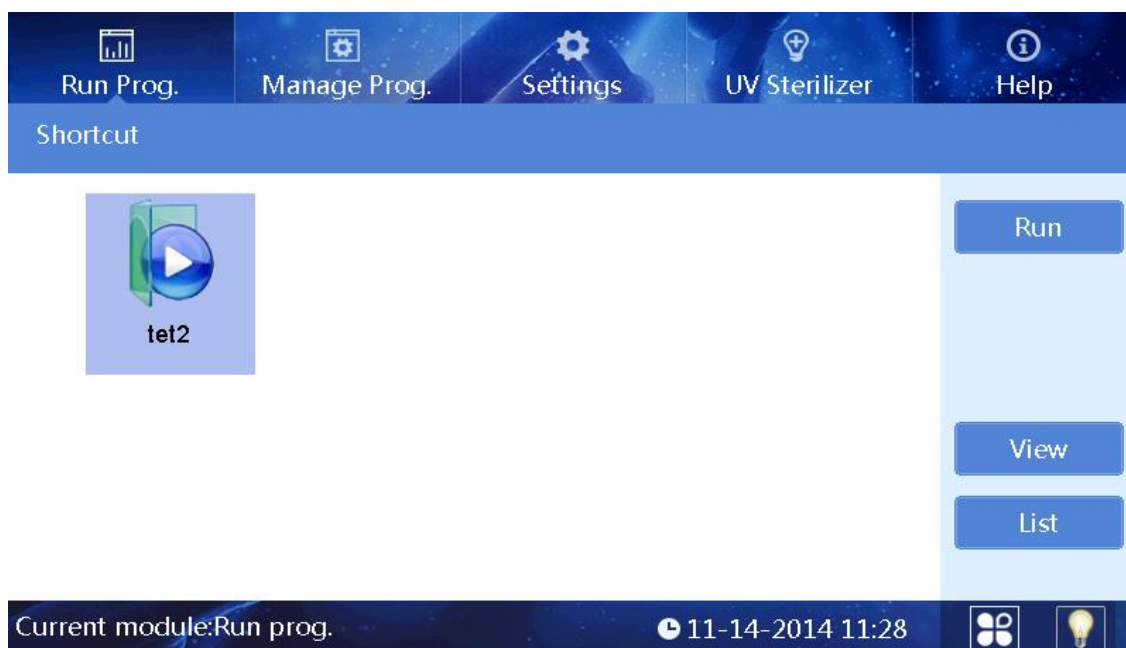 Run Prog. Manage Prog. Settings UV Sterilizer Help
Shortcut
Run
tet2
View
List
Current module:Run prog. 11-14-2014 11:28